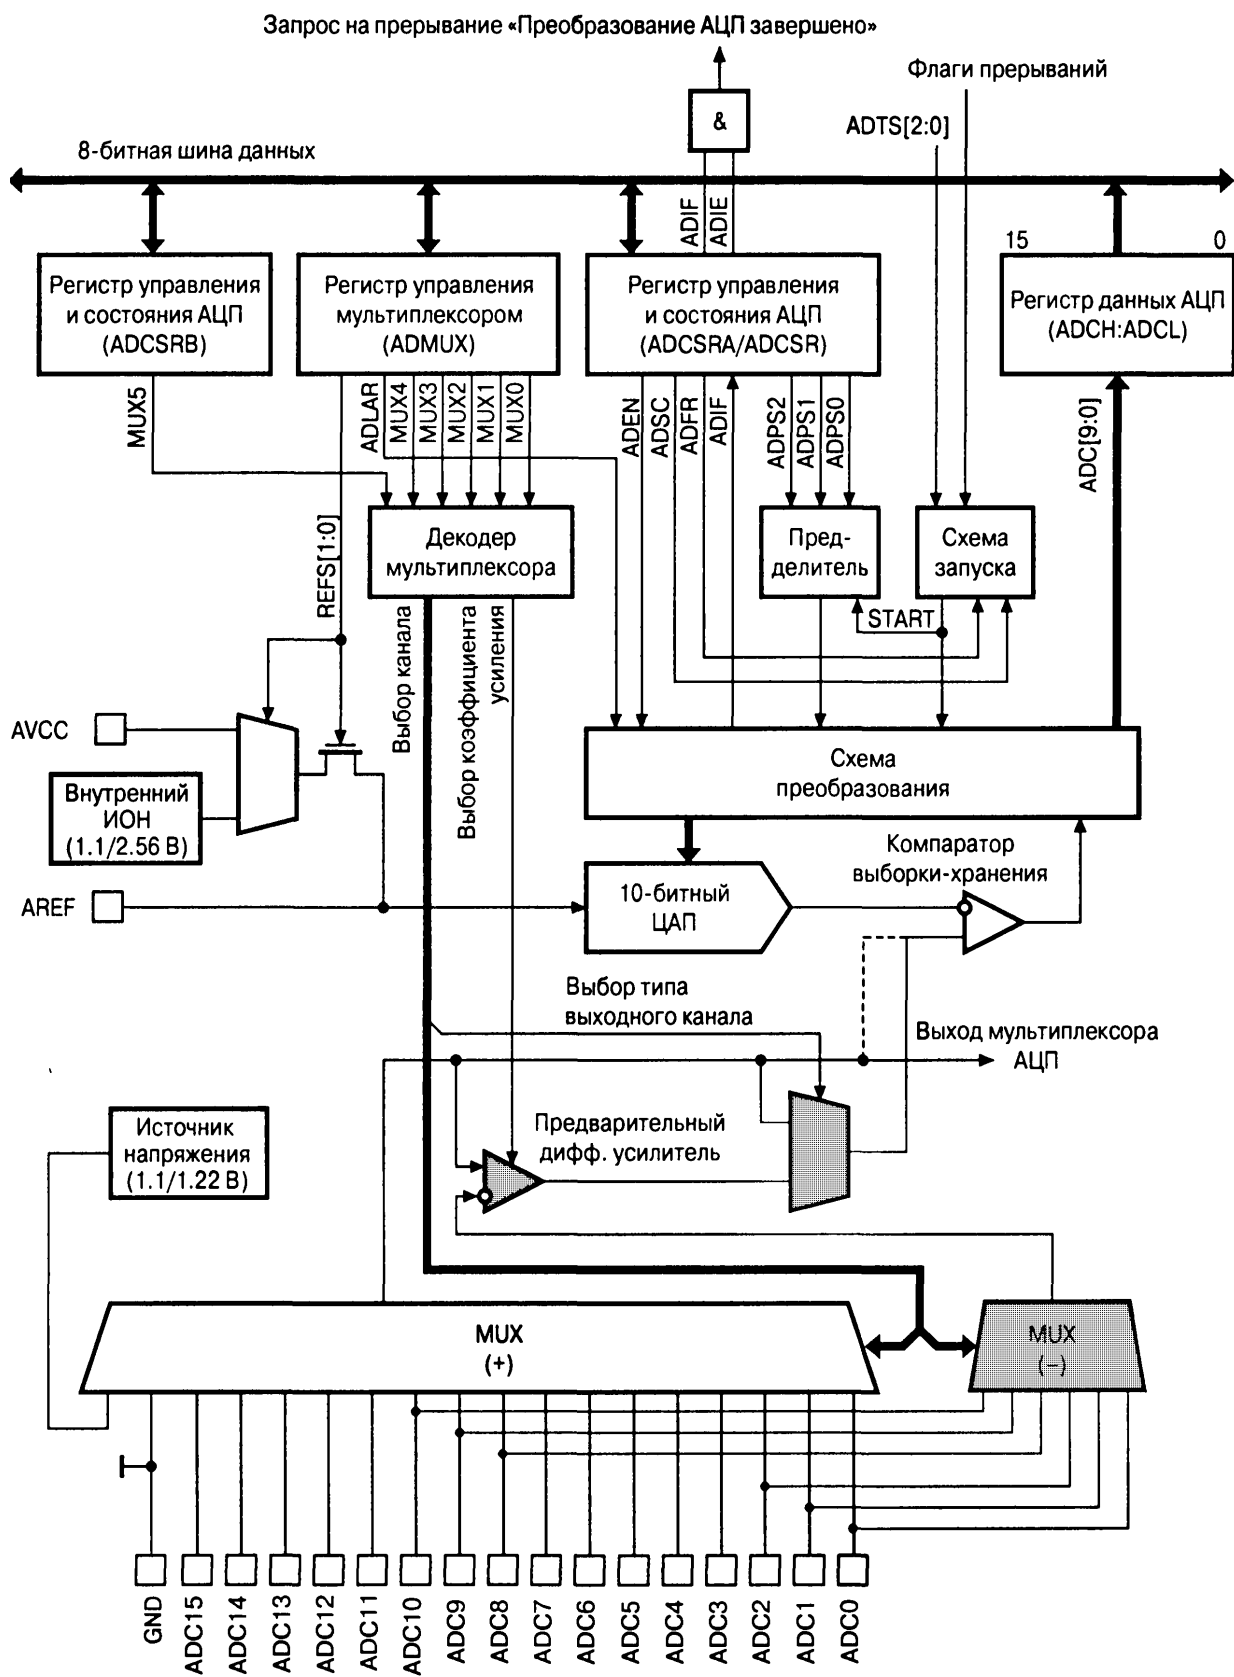 Запрос на прерывание «Преобразование АЦП завершено»
Флаги прерываний
&
ADTS[2:0]
8-битная шина данных
ADIF
ADIE
15
0
Регистр управления
и состояния АЦП
(ADCSRB)
Регистр управления
мультиплексором
(ADMUX)
Регистр управления
и состояния АЦП
(ADCSRA/ADCSR)
Регистр данных АЦП
(ADCH:ADCL)
MUX5
ADLAR
MUX4
MUX3
MUX2
MUX1
MUX0
ADEN
ADSC
ADFR
ADIF
ADPS2
ADPS1
ADPS0
ADC[9:0]
REFS[1:0]
Декодер
мультиплексора
Пред-
делитель
Схема
запуска
START
Выбор канала
Выбор коэффициента
усиления
AVCC
Внутренний
ИОН
(1.1/2.56 В)
AREF
Схема
преобразования
Компаратор
выборки-хранения
10-битный
ЦАП
Выбор типа
выходного канала
Выход мультиплексора
АЦП
Источник
напряжения
(1.1/1.22 В)
Предварительный
дифф. усилитель
MUX
(+)
MUX
(−)
GND
ADC15
ADC14
ADC13
ADC12
ADC11
ADC10
ADC9
ADC8
ADC7
ADC6
ADC5
ADC4
ADC3
ADC2
ADC1
ADC0